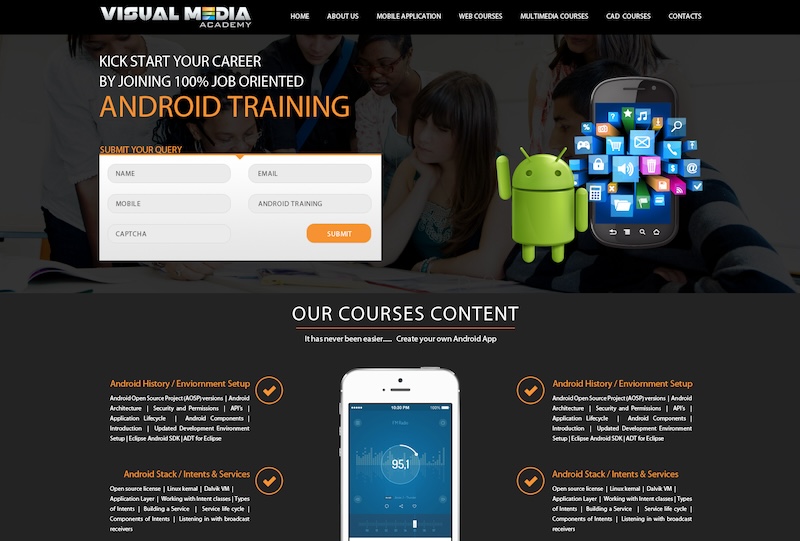 VISUAL MEDIA
ACADEMY
HOME ABOUT US MOBILE APPLICATION WEB COURSES MULTIMEDIA COURSES CAD COURSES CONTACTS
KICK START YOUR CAREER
BY JOINING 100% JOB ORIENTED
ANDROID TRAINING
SUBMIT YOUR QUERY
NAME EMAIL
MOBILE ANDROID TRAINING
CAPTCHA SUBMIT
OUR COURSES CONTENT
It has never been easier..... Create your own Android App
Android History / Enviornment Setup
Android Open Source Project (AOSP) versions | Android
Architecture | Security and Permissions | API's |
Application Lifecycle | Android Components |
Introduction | Updated Development Environment
Setup | Eclipse Android SDK | ADT for Eclipse
Android Stack / Intents & Services
Open source license | Linux kernal | Dalvik VM |
Application Layer | Working with Intent classes | Types
of Intents | Building a Service | Service life cycle |
Components of Intents | Listening in with broadcast
receivers
10:20 PM 100%
FM Radio
95,1
Android History / Enviornment Setup
Android Open Source Project (AOSP) versions | Android
Architecture | Security and Permissions | API's |
Application Lifecycle | Android Components |
Introduction | Updated Development Environment
Setup | Eclipse Android SDK | ADT for Eclipse
Android Stack / Intents & Services
Open source license | Linux kernal | Dalvik VM |
Application Layer | Working with Intent classes | Types
of Intents | Building a Service | Service life cycle |
Components of Intents | Listening in with broadcast
receivers